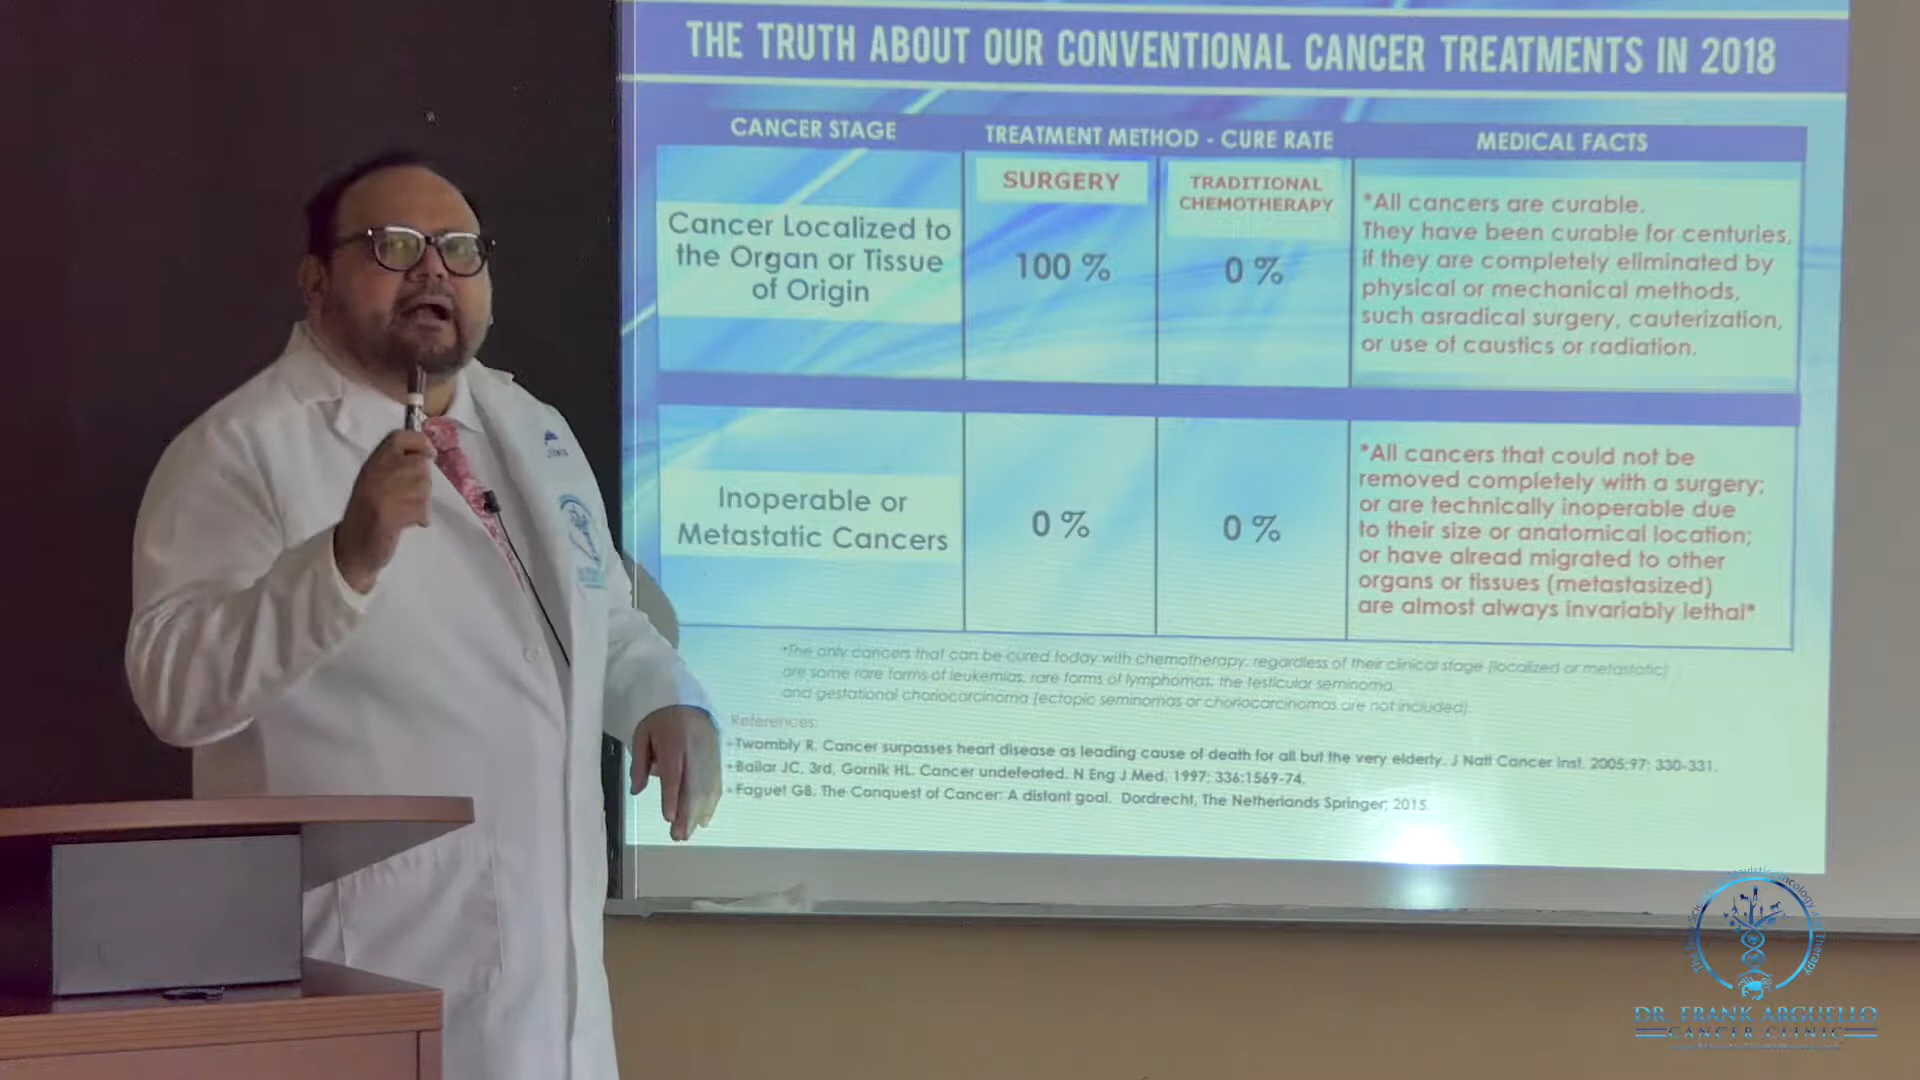 THE TRUTH ABOUT OUR CONVENTIONAL CANCER TREATMENTS IN 2018
CANCER STAGE
TREATMENT METHOD - CURE RATE
MEDICAL FACTS
SURGERY
TRADITIONAL
CHEMOTHERAPY
Cancer Localized to
the Organ or Tissue
of Origin
100 %
0 %
*All cancers are curable.
They have been curable for centuries,
if they are completely eliminated by
physical or mechanical methods,
such asradical surgery, cauterization,
or use of caustics or radiation.
Inoperable or
Metastatic Cancers
0 %
0 %
*All cancers that could not be
removed completely with a surgery;
or are technically inoperable due
to their size or anatomical location;
or have alread migrated to other
organs or tissues (metastasized)
are almost always invariably lethal*
*The only cancers that can be cured today with chemotherapy, regardless of their clinical stage (localized or metastatic)
are some rare forms of leukemias, rare forms of lymphomas, the testicular seminoma,
and gestational choriocarcinoma (ectopic seminomas or choriocarcinomas are not included).
References:
- Twombly R. Cancer surpasses heart disease as leading cause of death for all but the very elderly. J Natl Cancer Inst. 2005;97: 330-331.
- Bailar JC, 3rd, Gornik HL. Cancer undefeated. N Eng J Med. 1997; 336:1569-74.
- Faguet GB. The Conquest of Cancer: A distant goal. Dordrecht, The Netherlands Springer; 2015.
DR. FRANK ARGUELLO
CANCER CLINIC